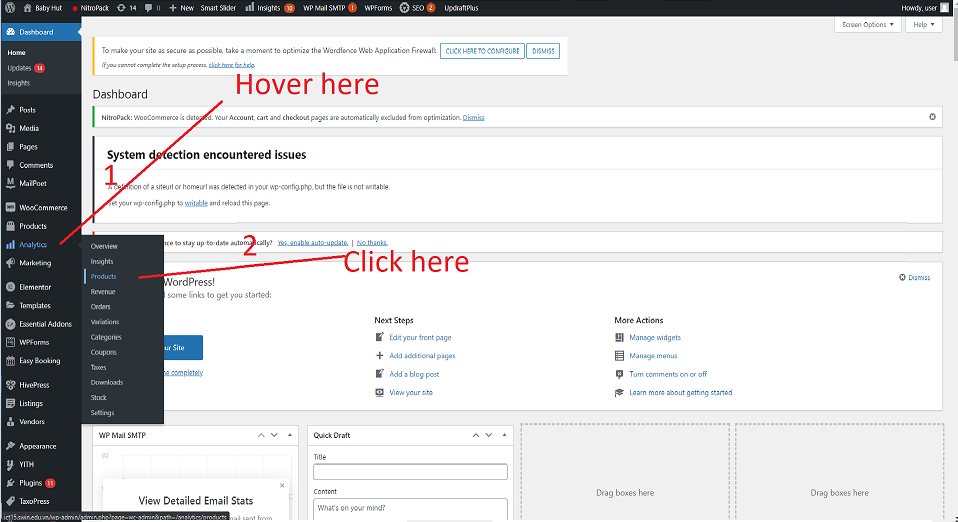 Baby Hut
NitroPack
14
0
New
Smart Slider
Insights 10
WP Mail SMTP 1
WPForms
SEO 2
UpdraftPlus
Howdy, user
Screen Options
Help
Dashboard
Home
Updates 14
Insights
Posts
Media
Pages
Comments
MailPoet
WooCommerce
Products
Analytics
Marketing
Elementor
Templates
Essential Addons
WPForms
Easy Booking
HivePress
Listings
Vendors
Appearance
YITH
Plugins 11
TaxoPress
Overview
Insights
Products
Revenue
Orders
Variations
Categories
Coupons
Taxes
Downloads
Stock
Settings
To make your site as secure as possible, take a moment to optimize the Wordfence Web Application Firewall: CLICK HERE TO CONFIGURE DISMISS
If you cannot complete the setup process, click here for help.
Hover here
Dashboard
NitroPack: WooCommerce is detected. Your Account, cart and checkout pages are automatically excluded from optimization. Dismiss
System detection encountered issues
1
A definition of a siteurl or homeurl was detected in your wp-config.php, but the file is not writable.
set your wp-config.php to writable and reload this page.
2
ence to stay up-to-date automatically? Yes, enable auto-update. | No thanks.
Click here
WordPress!
Dismiss
d some links to get you started:
Next Steps
More Actions
our Site
Edit your front page
Add additional pages
Add a blog post
View your site
Manage widgets
Manage menus
Turn comments on or off
Learn more about getting started
me completely
WP Mail SMTP
80
View Detailed Email Stats
Quick Draft
Title
Content
What's on your mind?
Drag boxes here
Drag boxes here
ict15.swin.edu.vn/wp-admin/admin.php?page=wc-admin&path=/analytics/products